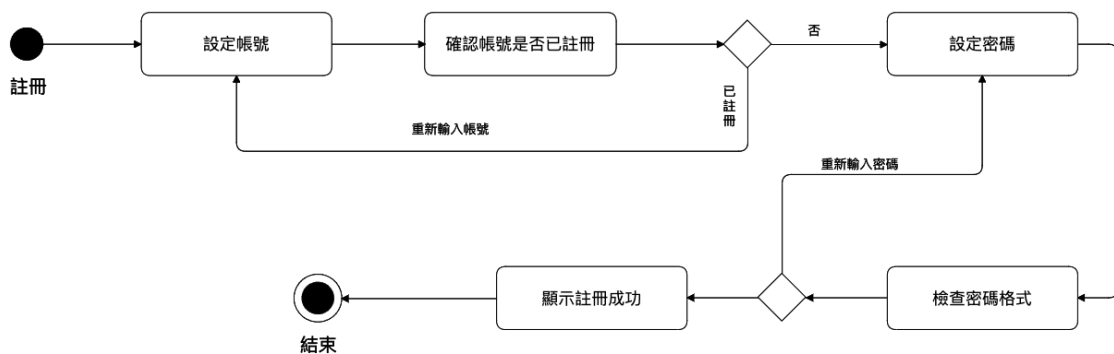 註冊
設定帳號
確認帳號是否已註冊
否
設定密碼
已註冊
重新輸入帳號
重新輸入密碼
檢查密碼格式
顯示註冊成功
結束